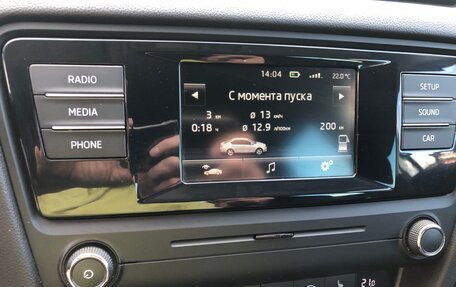 RADIO
MEDIA
PHONE
14:04 22.0°C
С момента пуска
3 км ø 13 км/ч
0:18 ч ø 12.9 л/100км 200 км
SETUP
SOUND
CAR